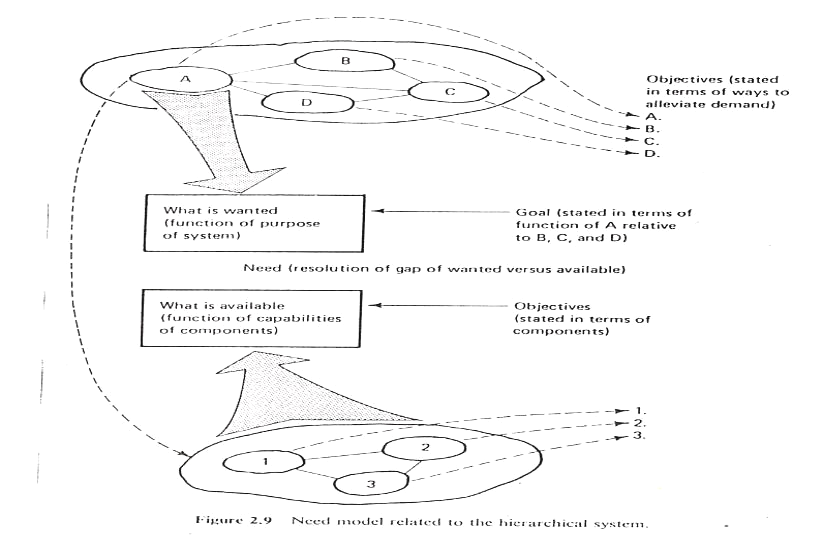 A
B
C
D
Objectives (stated
in terms of ways to
alleviate demand)
A.
B.
C.
D.
What is wanted
(function of purpose
of system)
Goal (stated in terms of
function of A relative
to B, C, and D)
Need (resolution of gap of wanted versus available)
What is available
(function of capabilities
of components)
Objectives
(stated in terms of
components)
1.
2.
3.
1
2
3
Figure 2.9 Need model related to the hierarchical system.